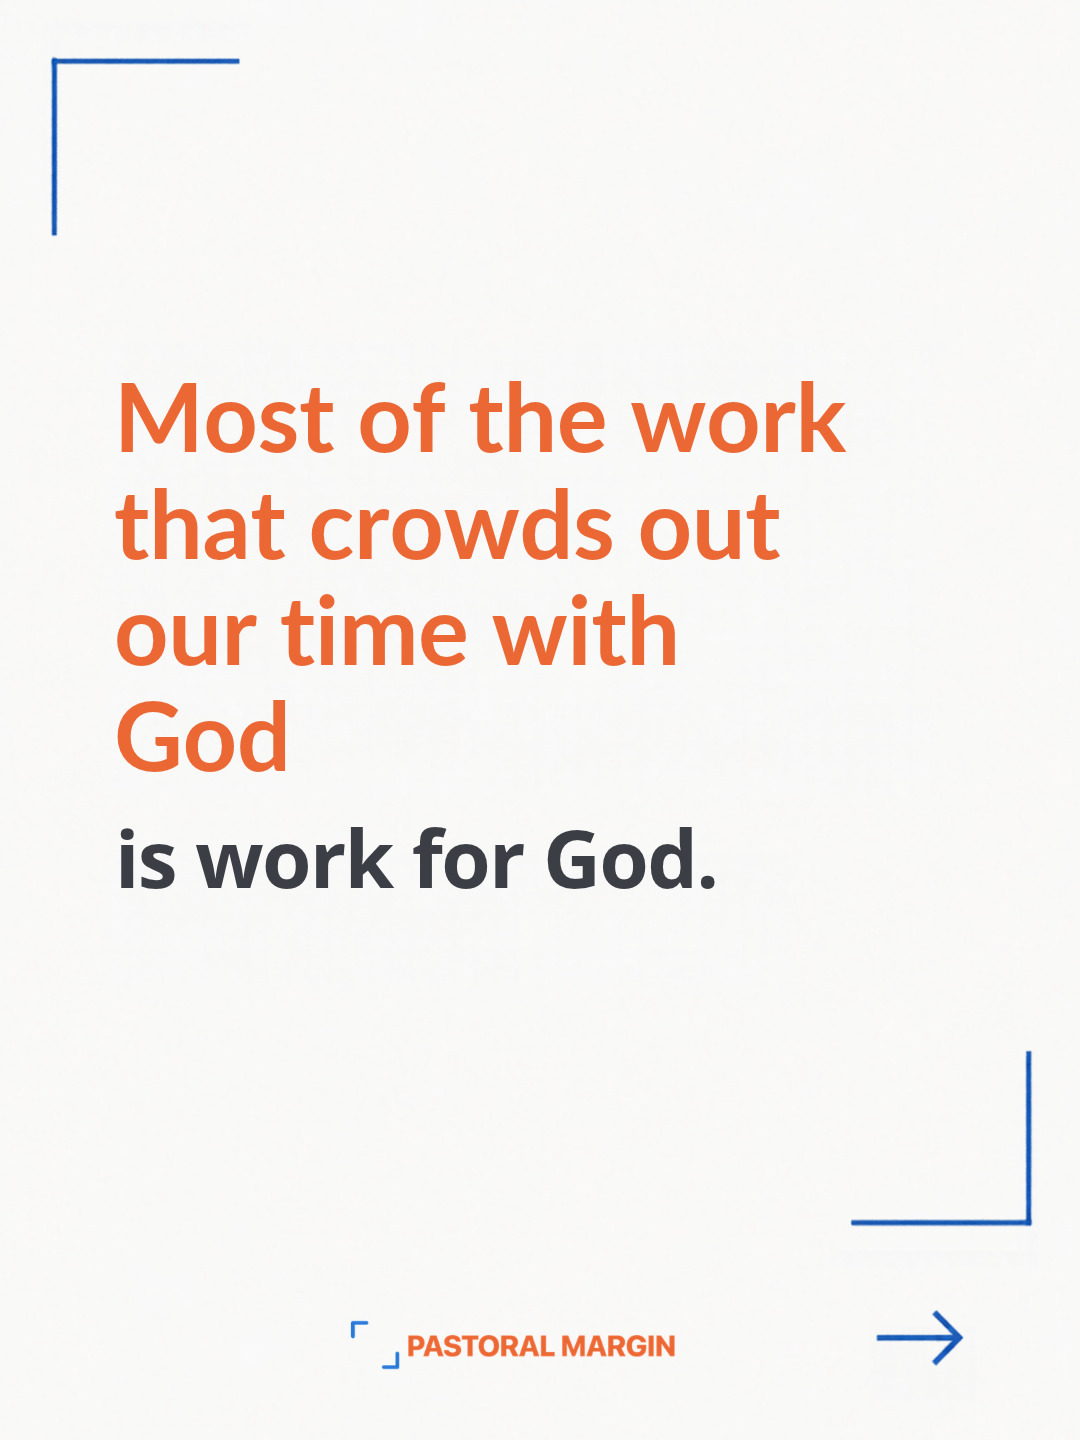 Most of the work
that crowds out
our time with
God
is work for God.
PASTORAL MARGIN